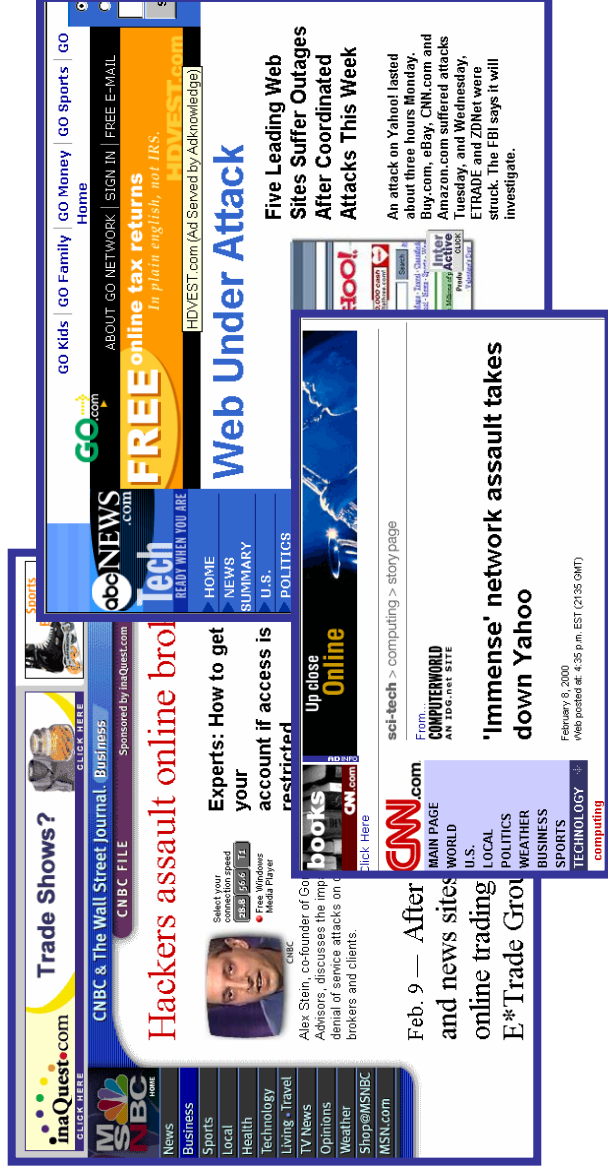 inaQuest.com
CLICK HERE
Trade Shows?
CLICK HERE
Sports
MSNBC
HOME
CNBC & The Wall Street Journal. Business
CNBC FILE
Sponsored by inaQuest.com
News
Business
Sports
Local
Health
Technology
Living • Travel
TV News
Opinions
Weather
Shop@MSNBC
MSN.com
Hackers assault online brok
CNBC
Select your
connection speed
28.8 56.6 T1
Free Windows
Media Player
Experts: How to get
your
account if access is
restricted
Alex Stein, co-founder of Go
Advisors, discusses the imp
denial of service attacks on o
brokers and clients.
Feb. 9 — After
and news sites
online trading
E*Trade Grou
GO Kids | GO Family | GO Money | GO Sports | GO
Home
GO.com
ABOUT GO NETWORK | SIGN IN | FREE E-MAIL
abcNEWS
.com
FREE online tax returns
In plain english, not IRS.
HDVEST.com
HDVEST.com (Ad Served by Adknowledge)
Tech
READY WHEN YOU ARE
HOME
NEWS
SUMMARY
U.S.
POLITICS
Web Under Attack
Five Leading Web
Sites Suffer Outages
After Coordinated
Attacks This Week
An attack on Yahoo! lasted
about three hours Monday.
Buy.com, eBay, CNN.com and
Amazon.com suffered attacks
Tuesday, and Wednesday,
ETRADE and ZDNet were
struck. The FBI says it will
investigate.
HOO!
Search
Inter
Active
CLICK
books
CNN.com
Click Here
AD INFO
Up close
Online
CNN.com
MAIN PAGE
WORLD
U.S.
LOCAL
POLITICS
WEATHER
BUSINESS
SPORTS
TECHNOLOGY
computing
sci-tech > computing > story page
From...
COMPUTERWORLD
AN IDG.net SITE
'Immense' network assault takes
down Yahoo
February 8, 2000
Web posted at: 4:35 p.m. EST (2135 GMT)